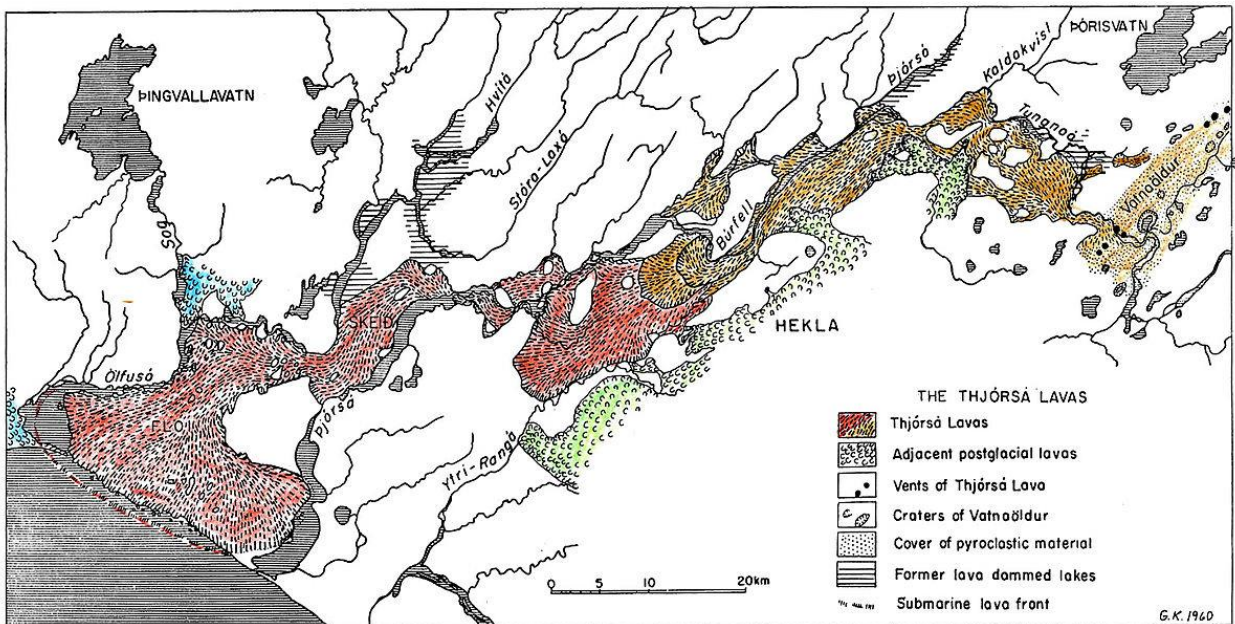 ÞINGVALLAVATN
Hvítá
Stóra-Laxá
Þjórsá
Kaldakvísl
ÞÓRISVATN
Tungnaá
Vatnaöldur
Sog
Búrfell
SKEIÐ
HEKLA
Ölfusá
FLÓI
Þjórsá
Ytri-Rangá
0 5 10 20km
THE THJÓRSÁ LAVAS
Thjórsá Lavas
Adjacent postglacial lavas
Vents of Thjórsá Lava
Craters of Vatnaöldur
Cover of pyroclastic material
Former lava dammed lakes
Submarine lava front
G.K. 1960